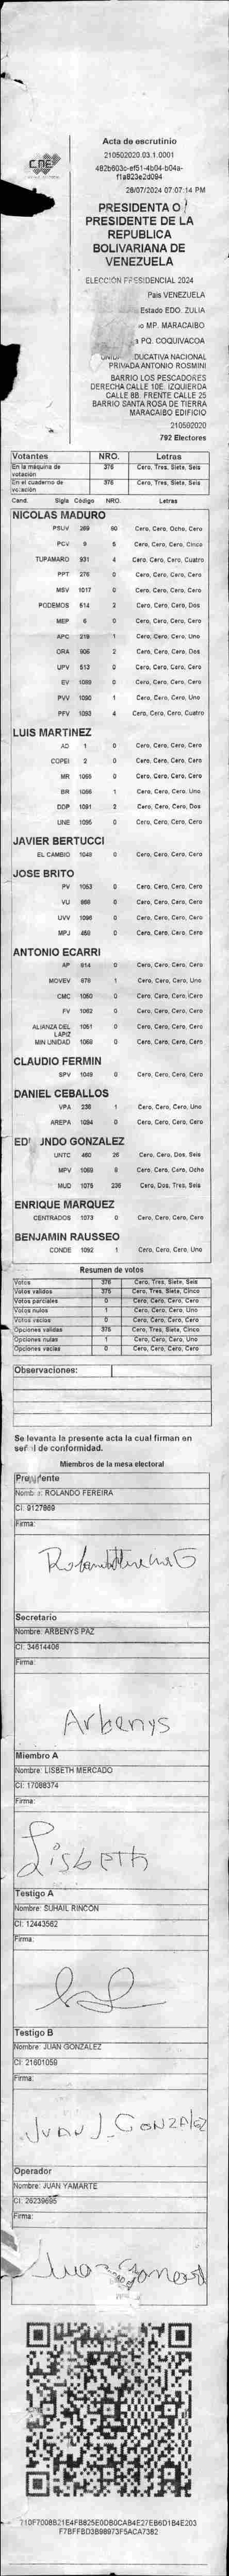 CNE
Acta de escrutinio
210502020.03.1.0001
482b603c-ef51-4b04-b04a-
f1a823e2d094
28/07/2024 07:07:14 PM
PRESIDENTA O /
PRESIDENTE DE LA
REPUBLICA
BOLIVARIANA DE
VENEZUELA
ELECCIÓN PRESIDENCIAL 2024
País VENEZUELA
Estado EDO. ZULIA
MP. MARACAIBO
PQ. COQUIVACOA
DUCATIVA NACIONAL
PRIVADA ANTONIO ROSMINI
BARRIO LOS PESCADORES
DERECHA CALLE 10E. IZQUIERDA
CALLE 8B. FRENTE CALLE 25
BARRIO SANTA ROSA DE TIERRA
MARACAIBO EDIFICIO
210502020
792 Electores
Votantes NRO. Letras
En la máquina de votación 376 Cero, Tres, Siete, Seis
En el cuaderno de votación 376 Cero, Tres, Siete, Seis
Cand. Sigla Código NRO. Letras
NICOLAS MADURO
PSUV 269 80 Cero, Cero, Ocho, Cero
PCV 9 5 Cero, Cero, Cero, Cinco
TUPAMARO 931 4 Cero, Cero, Cero, Cuatro
PPT 276 0 Cero, Cero, Cero, Cero
MSV 1017 0 Cero, Cero, Cero, Cero
PODEMOS 514 2 Cero, Cero, Cero, Dos
MEP 6 0 Cero, Cero, Cero, Cero
APC 219 1 Cero, Cero, Cero, Uno
ORA 906 2 Cero, Cero, Cero, Dos
UPV 513 0 Cero, Cero, Cero, Cero
EV 1089 0 Cero, Cero, Cero, Cero
PVV 1090 1 Cero, Cero, Cero, Uno
PFV 1093 4 Cero, Cero, Cero, Cuatro
LUIS MARTINEZ
AD 1 0 Cero, Cero, Cero, Cero
COPEI 2 0 Cero, Cero, Cero, Cero
MR 1065 0 Cero, Cero, Cero, Cero
BR 1066 1 Cero, Cero, Cero, Uno
DDP 1091 2 Cero, Cero, Cero, Dos
UNE 1095 0 Cero, Cero, Cero, Cero
JAVIER BERTUCCI
EL CAMBIO 1048 0 Cero, Cero, Cero, Cero
JOSE BRITO
PV 1053 0 Cero, Cero, Cero, Cero
VU 868 0 Cero, Cero, Cero, Cero
UVV 1096 0 Cero, Cero, Cero, Cero
MPJ 450 0 Cero, Cero, Cero, Cero
ANTONIO ECARRI
AP 914 0 Cero, Cero, Cero, Cero
MOVEV 678 1 Cero, Cero, Cero, Uno
CMC 1050 0 Cero, Cero, Cero, Cero
FV 1062 0 Cero, Cero, Cero, Cero
ALIANZA DEL LAPIZ 1051 0 Cero, Cero, Cero, Cero
MIN UNIDAD 1068 0 Cero, Cero, Cero, Cero
CLAUDIO FERMIN
SPV 1049 0 Cero, Cero, Cero, Cero
DANIEL CEBALLOS
VPA 236 1 Cero, Cero, Cero, Uno
AREPA 1094 0 Cero, Cero, Cero, Cero
ED JNDO GONZALEZ
UNTC 460 26 Cero, Cero, Dos, Seis
MPV 1069 8 Cero, Cero, Cero, Ocho
MUD 1075 236 Cero, Dos, Tres, Seis
ENRIQUE MARQUEZ
CENTRADOS 1073 0 Cero, Cero, Cero, Cero
BENJAMIN RAUSSEO
CONDE 1092 1 Cero, Cero, Cero, Uno
Resumen de votos
Votos 376 Cero, Tres, Siete, Seis
Votos validos 375 Cero, Tres, Siete, Cinco
Votos parciales 0 Cero, Cero, Cero, Cero
Votos nulos 1 Cero, Cero, Cero, Uno
Votos vacios 0 Cero, Cero, Cero, Cero
Opciones validas 375 Cero, Tres, Siete, Cinco
Opciones nulas 1 Cero, Cero, Cero, Uno
Opciones vacias 0 Cero, Cero, Cero, Cero
Observaciones:
Se levanta la presente acta la cual firman en
señal de conformidad.
Miembros de la mesa electoral
Presidente
Nombre: ROLANDO FEREIRA
CI: 9127869
Firma:
Secretario
Nombre: ARBENYS PAZ
CI: 34614406
Firma:
Arbenys
Miembro A
Nombre: LISBETH MERCADO
CI: 17088374
Firma:
Lisbeth
Testigo A
Nombre: SUHAIL RINCON
CI: 12443562
Firma:
Testigo B
Nombre: JUAN GONZALEZ
CI: 21601059
Firma:
JUAN J. GONZALEZ
Operador
Nombre: JUAN YAMARTE
CI: 26239695
Firma:
710F7008B21E4FB825E0DB0CAB4E27EB6D1B4E203
F7BFFBD3B98973F5ACA7382